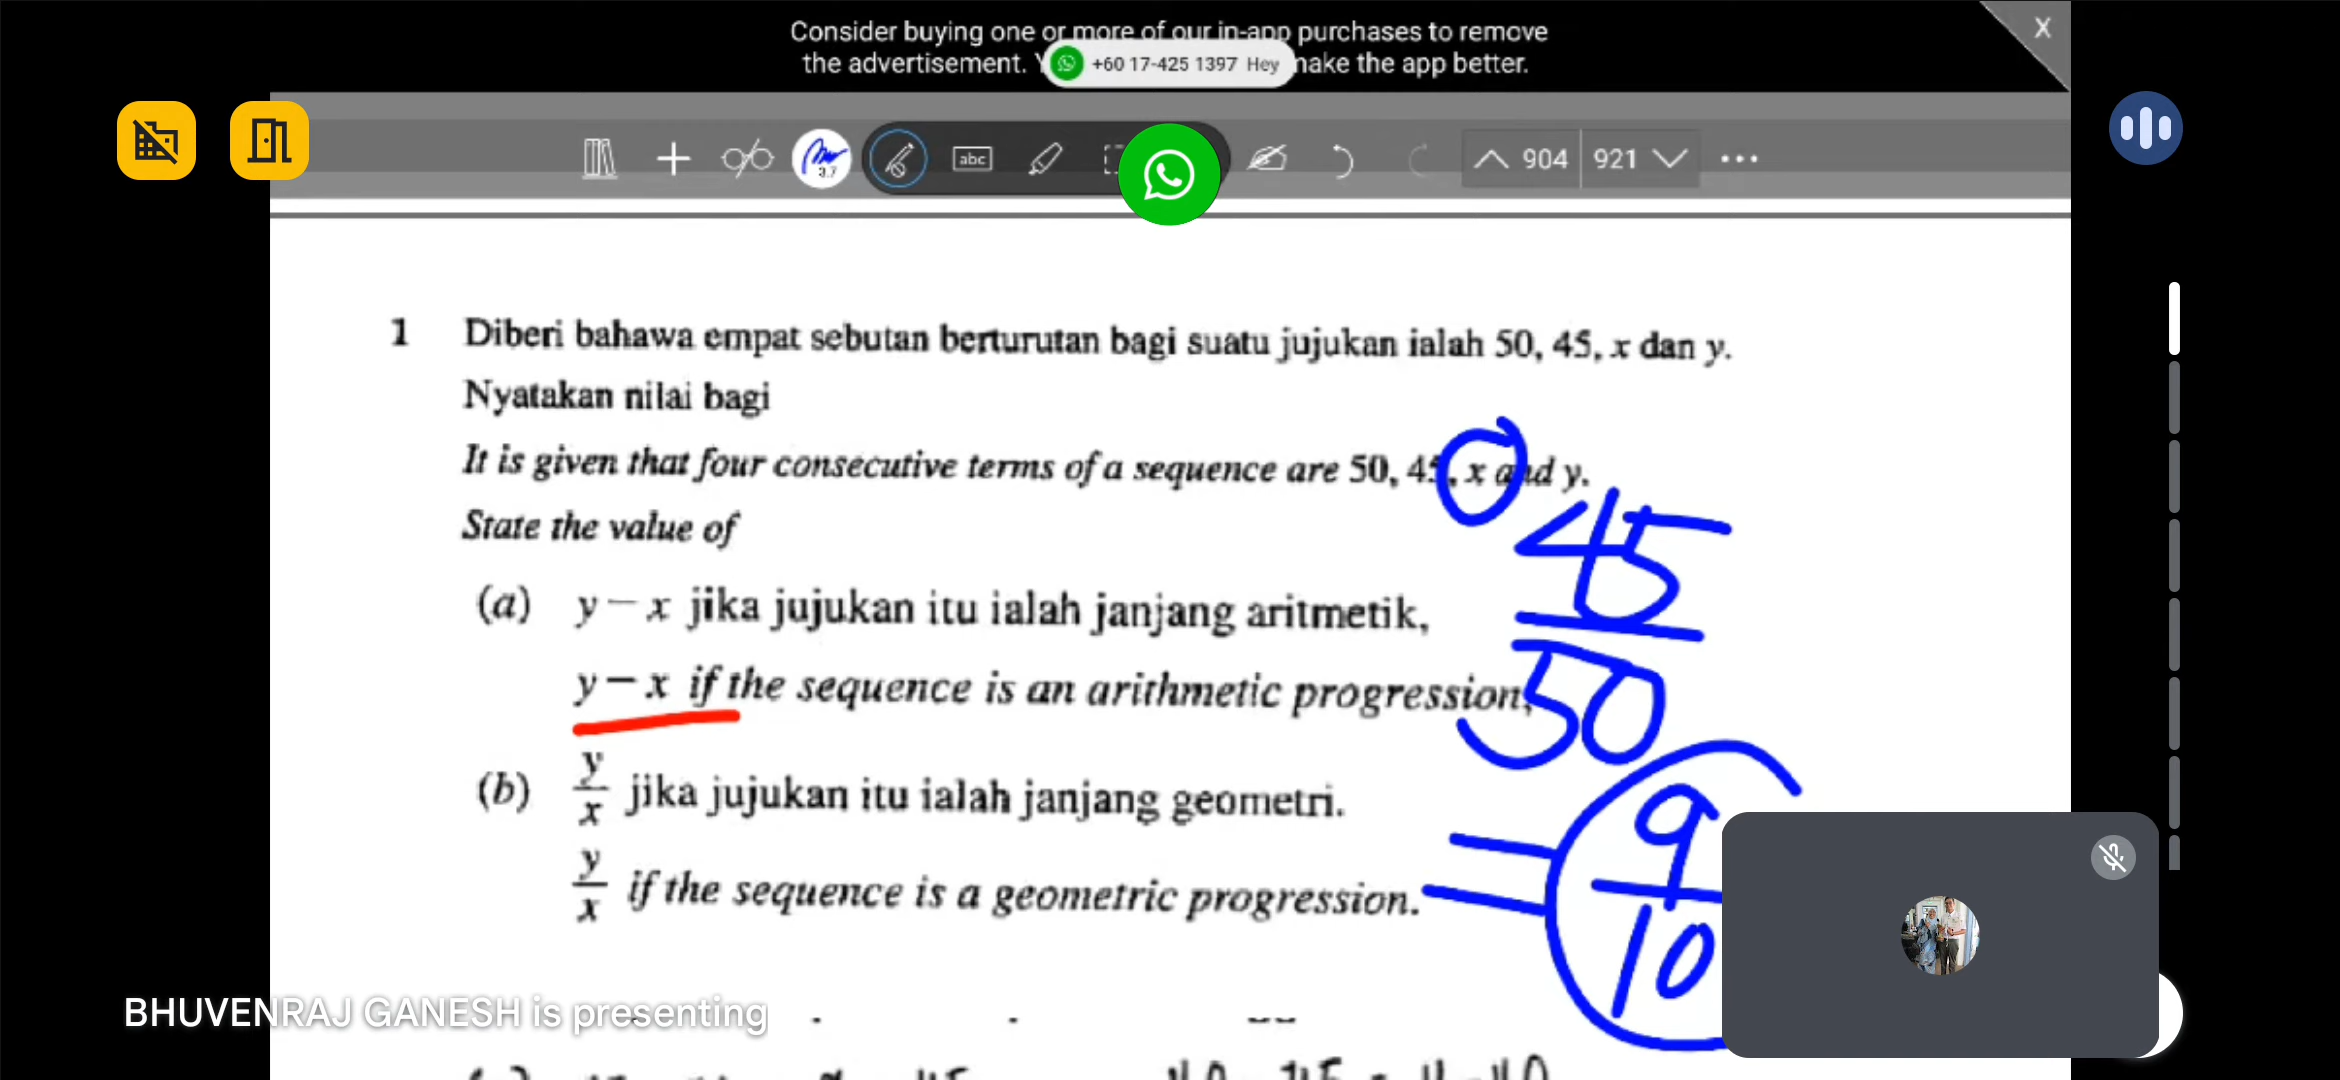 Consider buying one or more of our in-app purchases to remove
the advertisement. +60 17-425 1397 Hey make the app better.
abc 3.7 904 921
1 Diberi bahawa empat sebutan berturutan bagi suatu jujukan ialah 50, 45, x dan y.
Nyatakan nilai bagi
It is given that four consecutive terms of a sequence are 50, 45, x and y.
State the value of
45
50
(a) y − x jika jujukan itu ialah janjang aritmetik,
y − x if the sequence is an arithmetic progression,
(b) y/x jika jujukan itu ialah janjang geometri.
y/x if the sequence is a geometric progression.
= 9/10
BHUVENRAJ GANESH is presenting